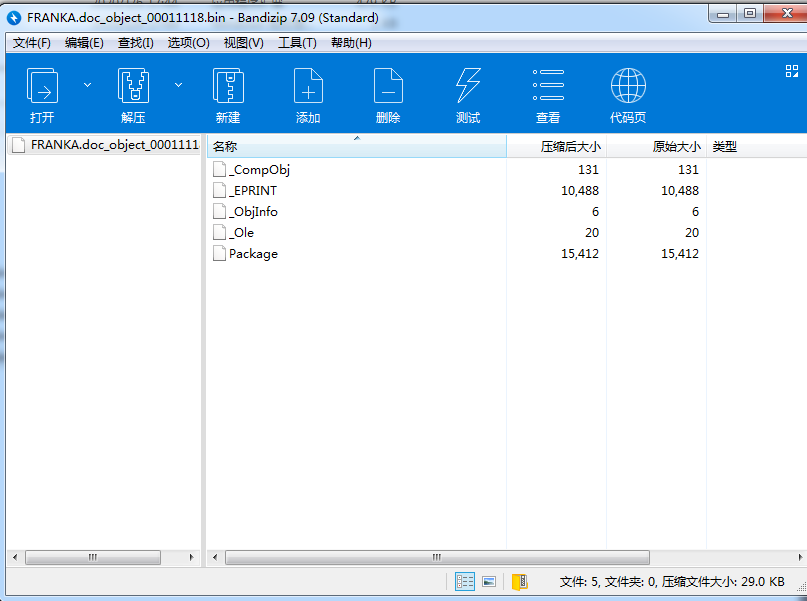 FRANKA.doc_object_00011118.bin - Bandizip 7.09 (Standard)
文件(F) 编辑(E) 查找(I) 选项(O) 视图(V) 工具(T) 帮助(H)
打开 解压 新建 添加 删除 测试 查看 代码页
FRANKA.doc_object_0001111
名称 压缩后大小 原始大小 类型
_CompObj 131 131
_EPRINT 10,488 10,488
_ObjInfo 6 6
_Ole 20 20
Package 15,412 15,412
文件: 5, 文件夹: 0, 压缩文件大小: 29.0 KB